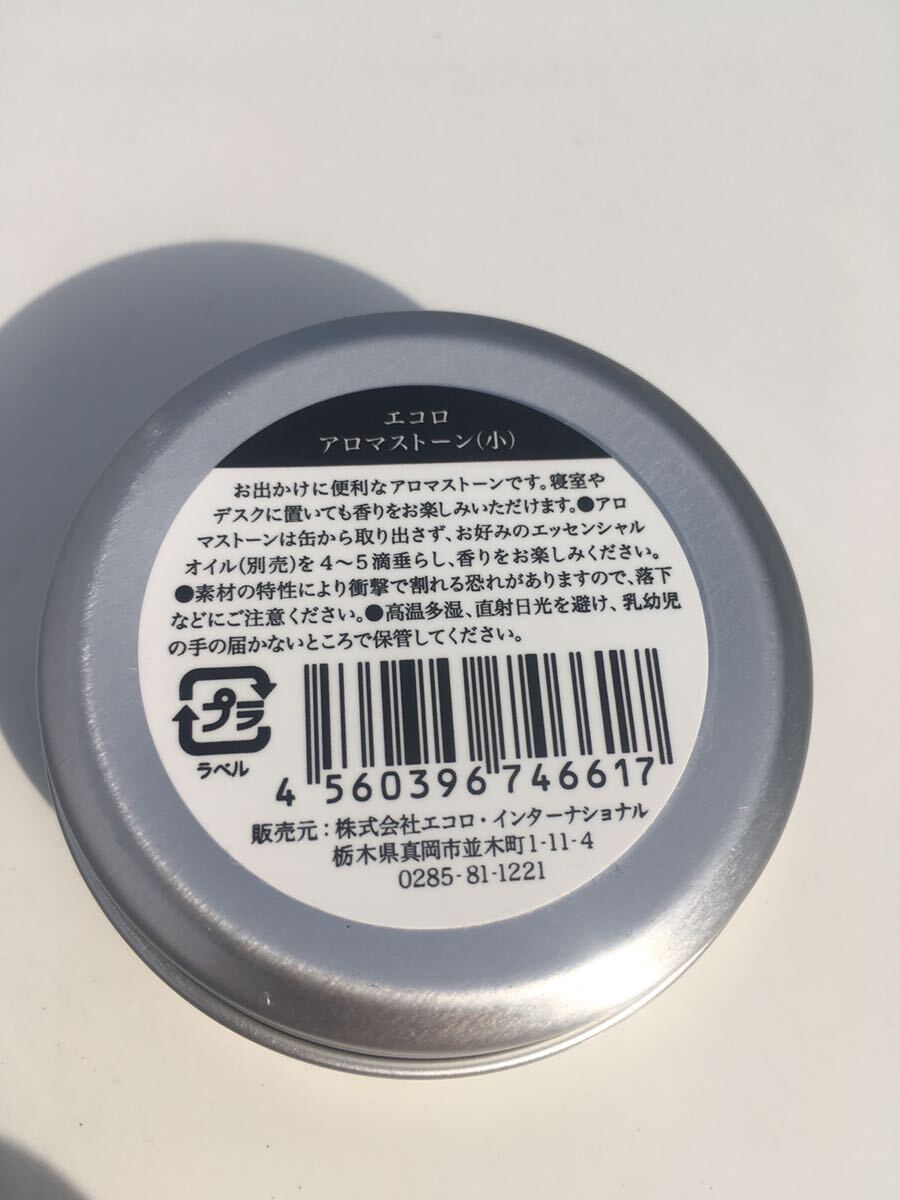 エコロ
アロマストーン(小)
お出かけに便利なアロマストーンです。寝室や
デスクに置いても香りをお楽しみいただけます。●アロ
マストーンは缶から取り出さず、お好みのエッセンシャル
オイル(別売)を4〜5滴垂らし、香りをお楽しみください。
●素材の特性により衝撃で割れる恐れがありますので、落下
などにご注意ください。●高温多湿、直射日光を避け、乳幼児
の手の届かないところで保管してください。
プラ
ラベル
4 560396 746617
販売元：株式会社エコロ・インターナショナル
栃木県真岡市並木町1-11-4
0285-81-1221